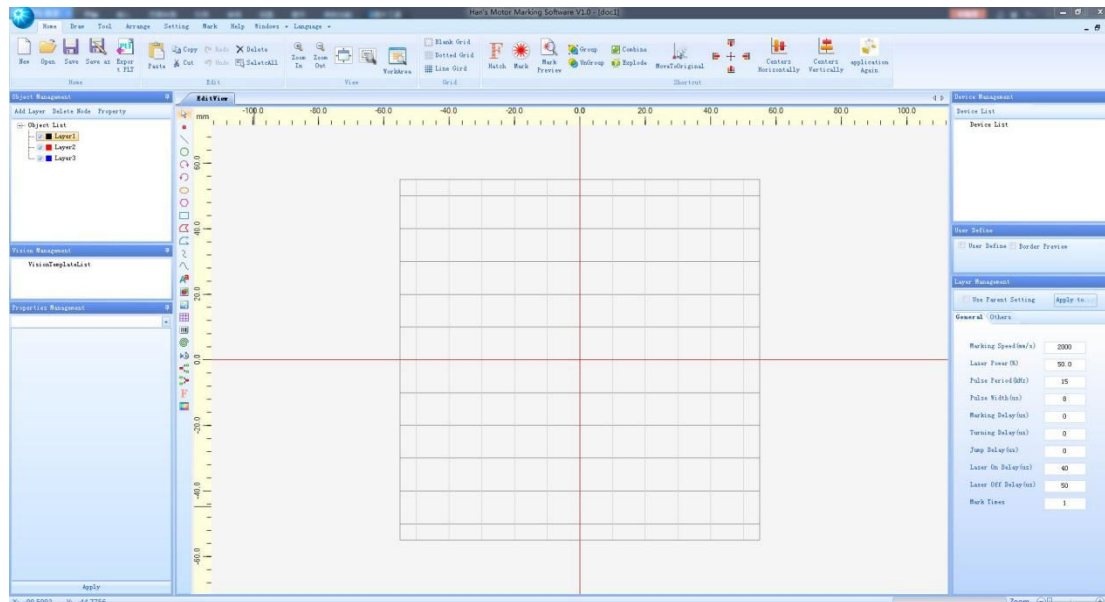 Han's Motor Marking Software V1.0 - [doc1]
Home Draw Tool Arrange Setting Mark Help Windows Language
New Open Save Save as Export PLT
Paste Copy Cut Redo Undo Delete SaletcAll
Zoom In Zoom Out WorkArea
Blank Grid
Dotted Grid
Line Gird
Hatch Mark Mark Preview
Group UnGroup Combine Explode MoveToOriginal
Centers Horizontally Centers Vertically application Again
Home Edit View Grid Shortcut
Object Management
Add Layer Delete Node Property
Object List
Layer1
Layer2
Layer3
Vision Management
VisionTemplateList
Properties Management
Apply
EditView
mm -100.0 -80.0 -60.0 -40.0 -20.0 0.0 20.0 40.0 60.0 80.0 100.0
60.0
40.0
20.0
0.0
-20.0
-40.0
-60.0
Device Management
Device List
Device List
User Define
User Define Border Preview
Layer Management
Use Parent Setting Apply to
General Others
Marking Speed(mm/s) 2000
Laser Power(%) 50.0
Pulse Period(kHz) 15
Pulse Width(us) 8
Marking Delay(us) 0
Turning Delay(us) 0
Jump Delay(us) 0
Laser On Delay(us) 40
Laser Off Delay(us) 50
Mark Times 1
Zoom